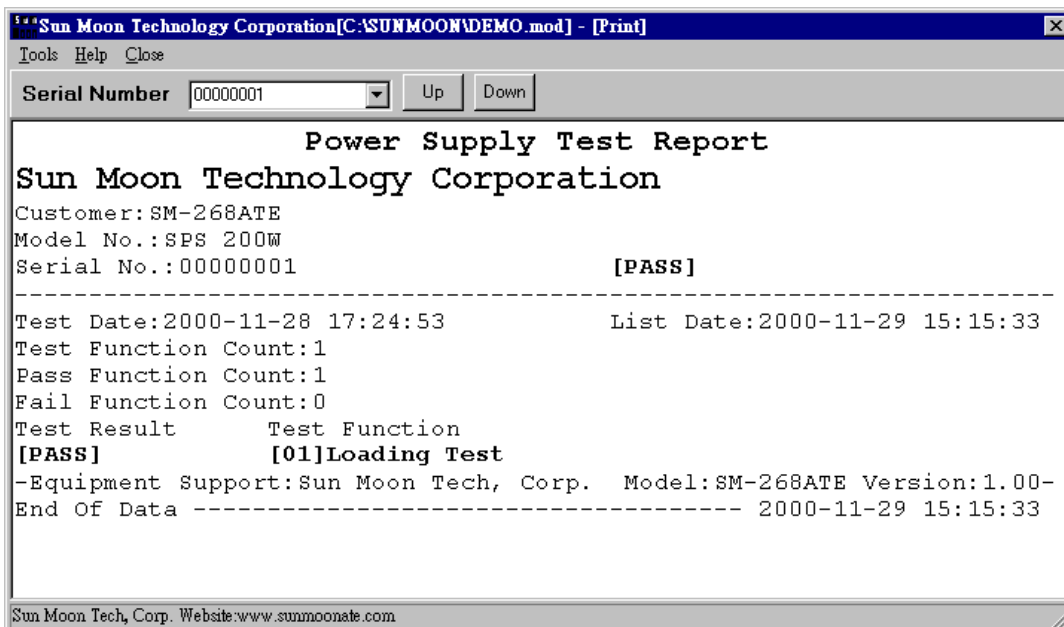 Sun Moon Technology Corporation[C:\SUNMOON\DEMO.mod] - [Print]
Tools Help Close
Serial Number 00000001 Up Down
Power Supply Test Report
Sun Moon Technology Corporation
Customer:SM-268ATE
Model No.:SPS 200W
Serial No.:00000001 [PASS]
----------------------------------------------------------------------
Test Date:2000-11-28 17:24:53 List Date:2000-11-29 15:15:33
Test Function Count:1
Pass Function Count:1
Fail Function Count:0
Test Result Test Function
[PASS] [01]Loading Test
-Equipment Support:Sun Moon Tech, Corp. Model:SM-268ATE Version:1.00-
End Of Data ------------------------------------ 2000-11-29 15:15:33
Sun Moon Tech, Corp. Website:www.sunmoonate.com